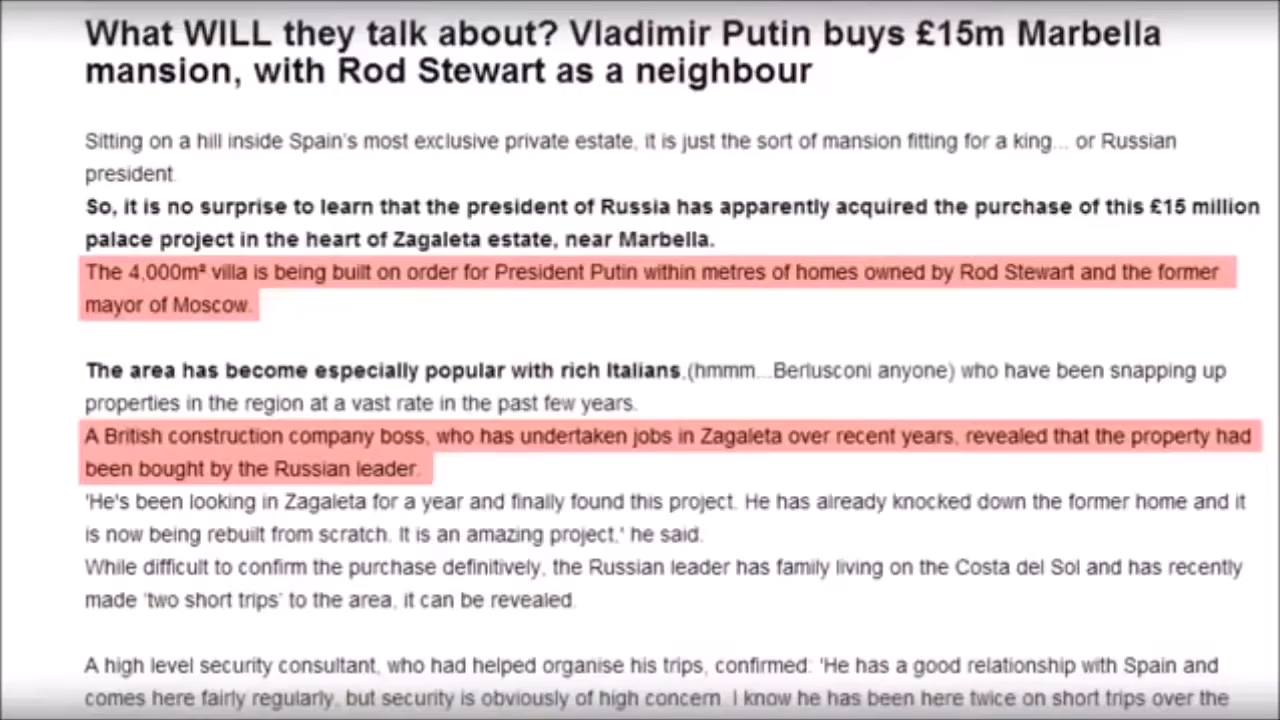 What WILL they talk about? Vladimir Putin buys £15m Marbella
mansion, with Rod Stewart as a neighbour
Sitting on a hill inside Spain's most exclusive private estate, it is just the sort of mansion fitting for a king... or Russian
president.
So, it is no surprise to learn that the president of Russia has apparently acquired the purchase of this £15 million
palace project in the heart of Zagaleta estate, near Marbella.
The 4,000m² villa is being built on order for President Putin within metres of homes owned by Rod Stewart and the former
mayor of Moscow.
The area has become especially popular with rich Italians,(hmmm...Berlusconi anyone) who have been snapping up
properties in the region at a vast rate in the past few years.
A British construction company boss, who has undertaken jobs in Zagaleta over recent years, revealed that the property had
been bought by the Russian leader.
'He's been looking in Zagaleta for a year and finally found this project. He has already knocked down the former home and it
is now being rebuilt from scratch. It is an amazing project,' he said.
While difficult to confirm the purchase definitively, the Russian leader has family living on the Costa del Sol and has recently
made 'two short trips' to the area, it can be revealed.
A high level security consultant, who had helped organise his trips, confirmed: 'He has a good relationship with Spain and
comes here fairly regularly, but security is obviously of high concern. I know he has been here twice on short trips over the